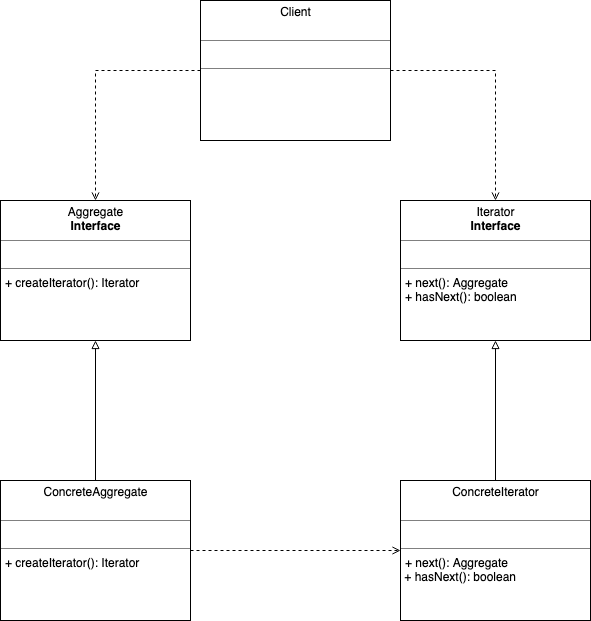 Client
Aggregate
Interface
+ createIterator(): Iterator
Iterator
Interface
+ next(): Aggregate
+ hasNext(): boolean
ConcreteAggregate
+ createIterator(): Iterator
ConcreteIterator
+ next(): Aggregate
+ hasNext(): boolean